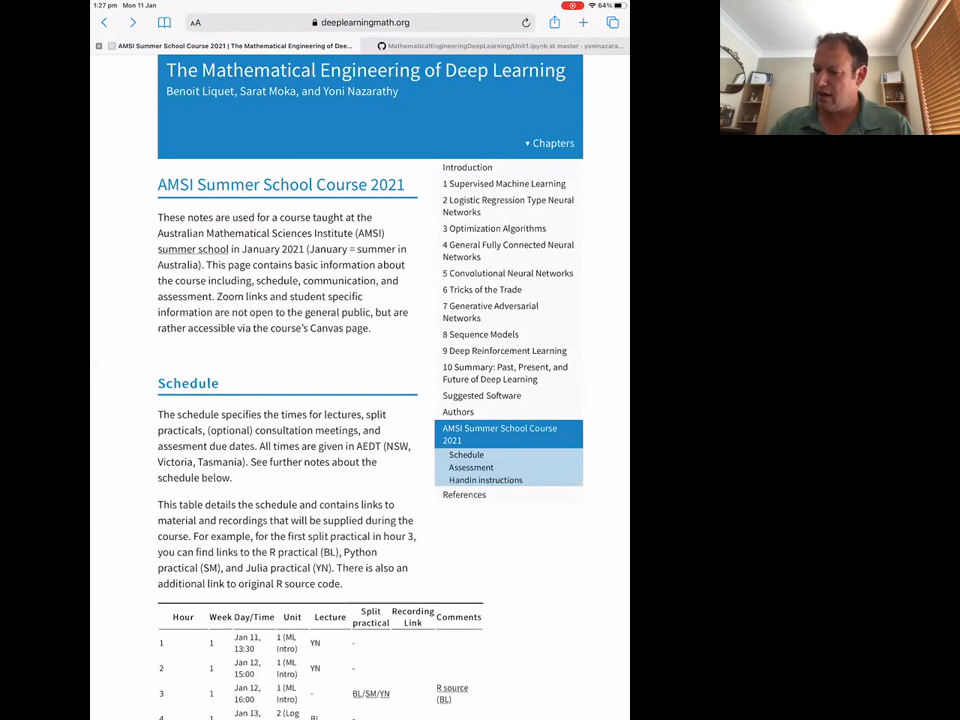 1:27 pm Mon 11 Jan
64%
AA
deeplearningmath.org
AMSI Summer School Course 2021 | The Mathematical Engineering of Dee...
MathematicalEngineeringDeepLearning/Unit1.ipynb at master · yoninazara...
The Mathematical Engineering of Deep Learning
Benoit Liquet, Sarat Moka, and Yoni Nazarathy
▾ Chapters
AMSI Summer School Course 2021
These notes are used for a course taught at the
Australian Mathematical Sciences Institute (AMSI)
summer school in January 2021 (January = summer in
Australia). This page contains basic information about
the course including, schedule, communication, and
assessment. Zoom links and student specific
information are not open to the general public, but are
rather accessible via the course's Canvas page.
Schedule
The schedule specifies the times for lectures, split
practicals, (optional) consultation meetings, and
assesment due dates. All times are given in AEDT (NSW,
Victoria, Tasmania). See further notes about the
schedule below.
This table details the schedule and contains links to
material and recordings that will be supplied during the
course. For example, for the first split practical in hour 3,
you can find links to the R practical (BL), Python
practical (SM), and Julia practical (YN). There is also an
additional link to original R source code.
Introduction
1 Supervised Machine Learning
2 Logistic Regression Type Neural
Networks
3 Optimization Algorithms
4 General Fully Connected Neural
Networks
5 Convolutional Neural Networks
6 Tricks of the Trade
7 Generative Adversarial
Networks
8 Sequence Models
9 Deep Reinforcement Learning
10 Summary: Past, Present, and
Future of Deep Learning
Suggested Software
Authors
AMSI Summer School Course
2021
Schedule
Assessment
Handin instructions
References
Hour Week Day/Time Unit Lecture Split practical Recording Link Comments
1 1 Jan 11, 13:30 1 (ML Intro) YN -
2 1 Jan 12, 15:00 1 (ML Intro) YN -
3 1 Jan 12, 16:00 1 (ML Intro) - BL/SM/YN R source (BL)
4 1 Jan 13, 2 (Log BL